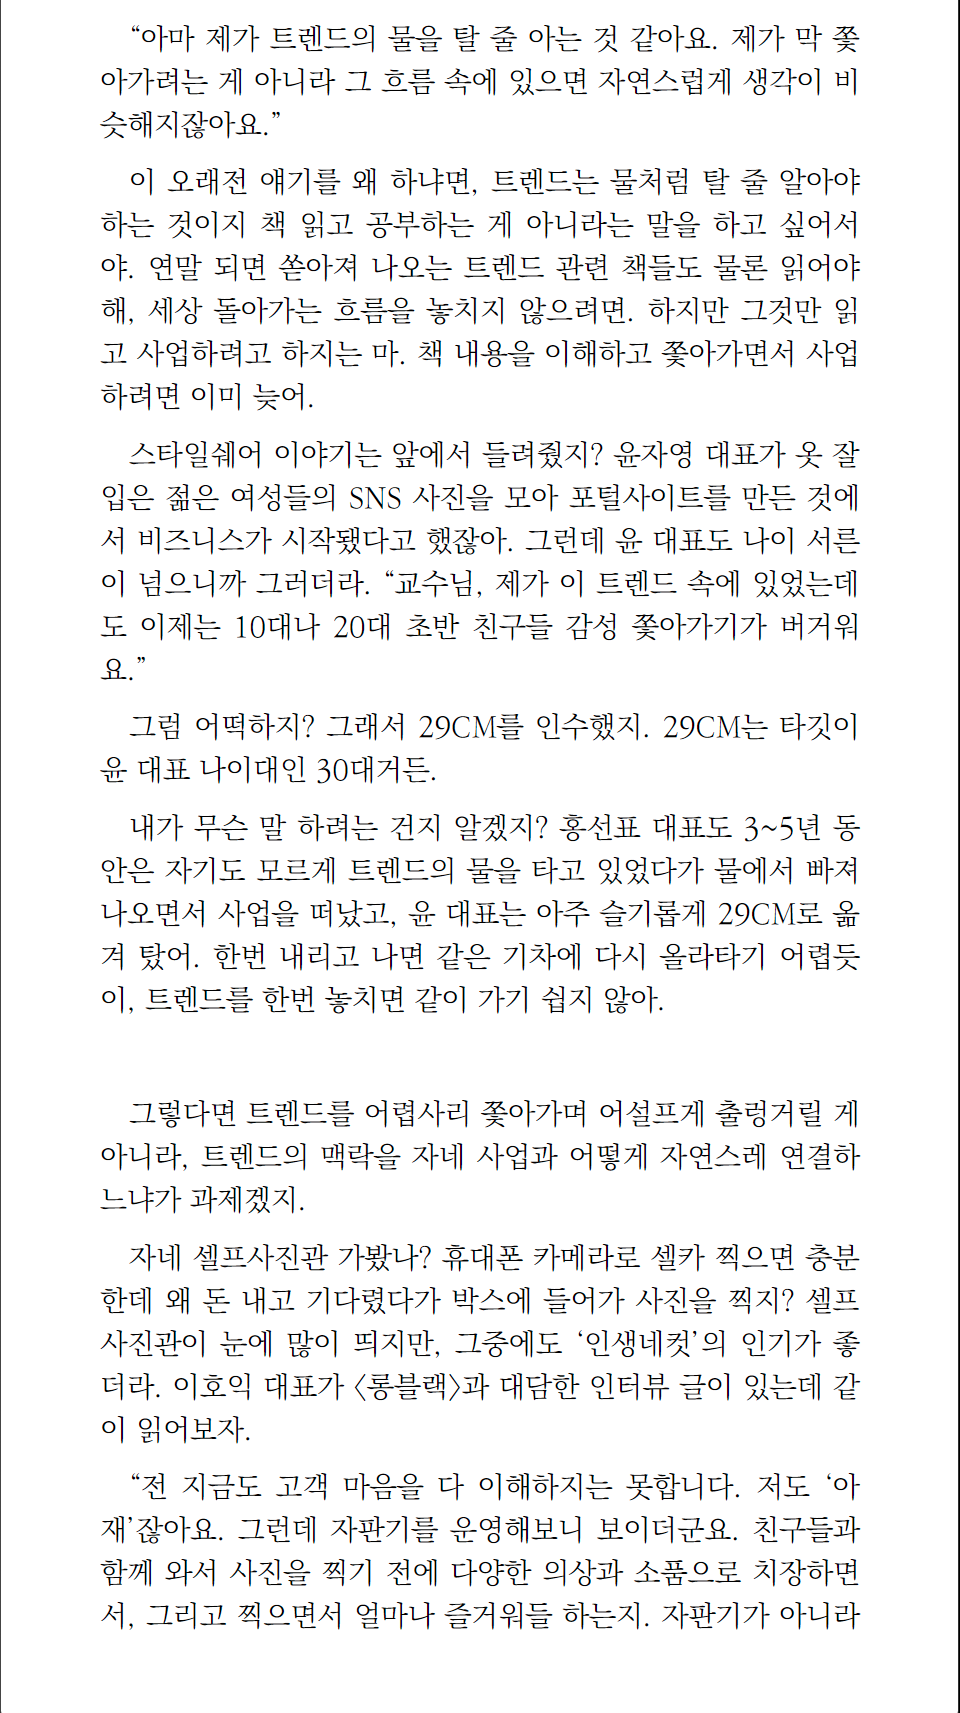 “아마 제가 트렌드의 물을 탈 줄 아는 것 같아요. 제가 막 쫓
아가려는 게 아니라 그 흐름 속에 있으면 자연스럽게 생각이 비
슷해지잖아요.”
이 오래전 얘기를 왜 하냐면, 트렌드는 물처럼 탈 줄 알아야
하는 것이지 책 읽고 공부하는 게 아니라는 말을 하고 싶어서
야. 연말 되면 쏟아져 나오는 트렌드 관련 책들도 물론 읽어야
해, 세상 돌아가는 흐름을 놓치지 않으려면. 하지만 그것만 읽
고 사업하려고 하지는 마. 책 내용을 이해하고 쫓아가면서 사업
하려면 이미 늦어.
스타일쉐어 이야기는 앞에서 들려줬지? 윤자영 대표가 옷 잘
입은 젊은 여성들의 SNS 사진을 모아 포털사이트를 만든 것에
서 비즈니스가 시작됐다고 했잖아. 그런데 윤 대표도 나이 서른
이 넘으니까 그러더라. “교수님, 제가 이 트렌드 속에 있었는데
도 이제는 10대나 20대 초반 친구들 감성 쫓아가기가 버거워
요.”
그럼 어떡하지? 그래서 29CM를 인수했지. 29CM는 타깃이
윤 대표 나이대인 30대거든.
내가 무슨 말 하려는 건지 알겠지? 홍선표 대표도 3~5년 동
안은 자기도 모르게 트렌드의 물을 타고 있었다가 물에서 빠져
나오면서 사업을 떠났고, 윤 대표는 아주 슬기롭게 29CM로 옮
겨 탔어. 한번 내리고 나면 같은 기차에 다시 올라타기 어렵듯
이, 트렌드를 한번 놓치면 같이 가기 쉽지 않아.
그렇다면 트렌드를 어렵사리 쫓아가며 어설프게 출렁거릴 게
아니라, 트렌드의 맥락을 자네 사업과 어떻게 자연스레 연결하
느냐가 과제겠지.
자네 셀프사진관 가봤나? 휴대폰 카메라로 셀카 찍으면 충분
한데 왜 돈 내고 기다렸다가 박스에 들어가 사진을 찍지? 셀프
사진관이 눈에 많이 띄지만, 그중에도 ‘인생네컷’의 인기가 좋
더라. 이호익 대표가 〈롱블랙〉과 대담한 인터뷰 글이 있는데 같
이 읽어보자.
“전 지금도 고객 마음을 다 이해하지는 못합니다. 저도 ‘아
재’잖아요. 그런데 자판기를 운영해보니 보이더군요. 친구들과
함께 와서 사진을 찍기 전에 다양한 의상과 소품으로 치장하면
서, 그리고 찍으면서 얼마나 즐거워들 하는지. 자판기가 아니라